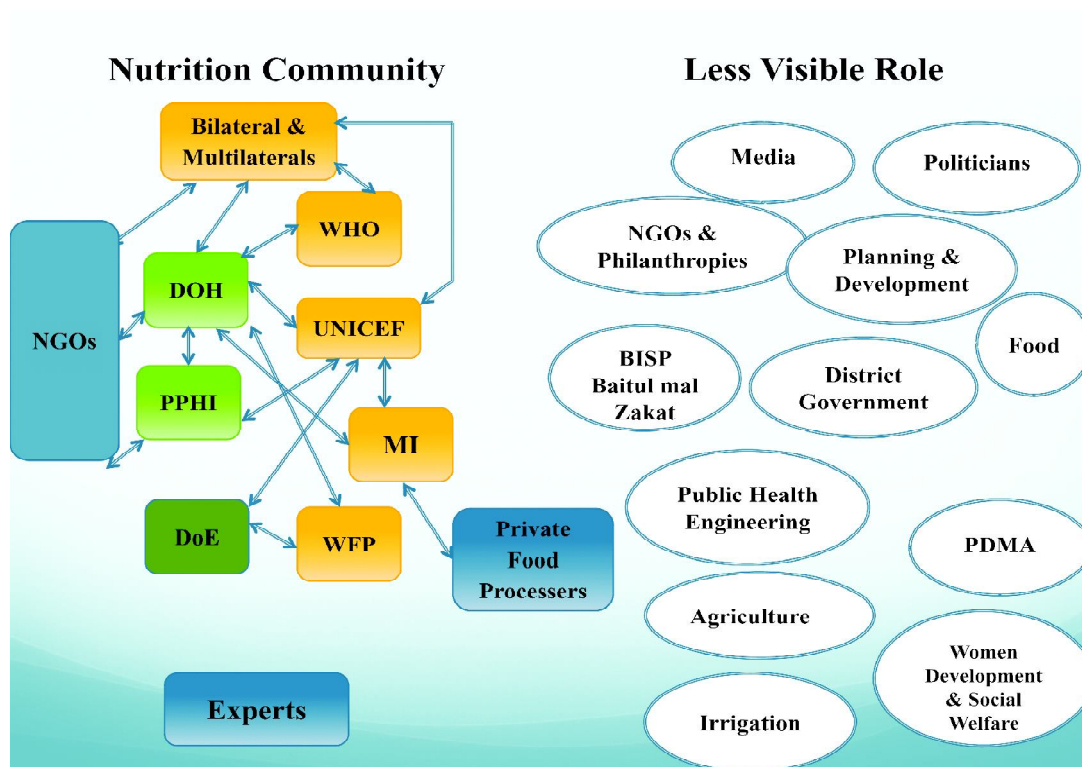 Nutrition Community
Bilateral &
Multilaterals
WHO
DOH
NGOs
UNICEF
PPHI
MI
DoE
WFP
Private
Food
Processers
Experts
Less Visible Role
Media
Politicians
NGOs &
Philanthropies
Planning &
Development
Food
BISP
Baitul mal
Zakat
District
Government
Public Health
Engineering
PDMA
Agriculture
Women
Development
& Social
Welfare
Irrigation